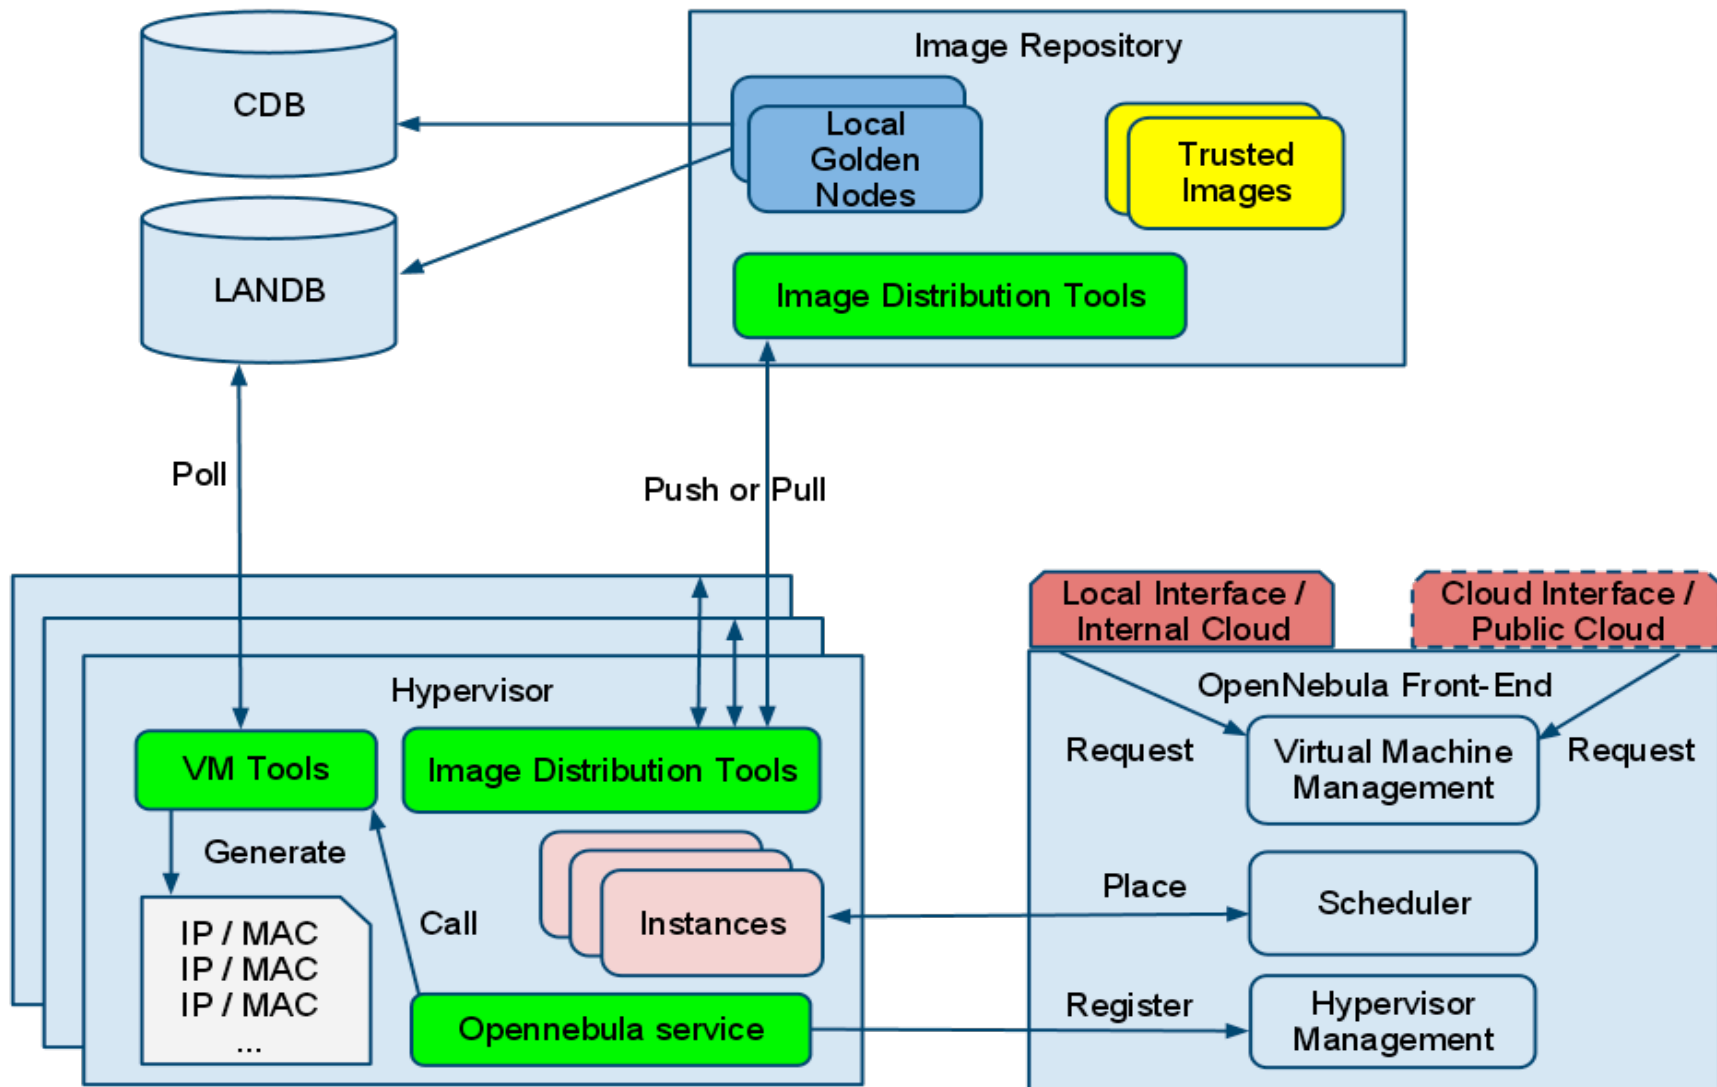 CDB
LANDB
Image Repository
Local
Golden
Nodes
Trusted
Images
Image Distribution Tools
Poll
Push or Pull
Hypervisor
VM Tools
Image Distribution Tools
Generate
IP / MAC
IP / MAC
IP / MAC
...
Call
Instances
Opennebula service
Local Interface /
Internal Cloud
Cloud Interface /
Public Cloud
OpenNebula Front-End
Request
Virtual Machine
Management
Request
Place
Scheduler
Register
Hypervisor
Management